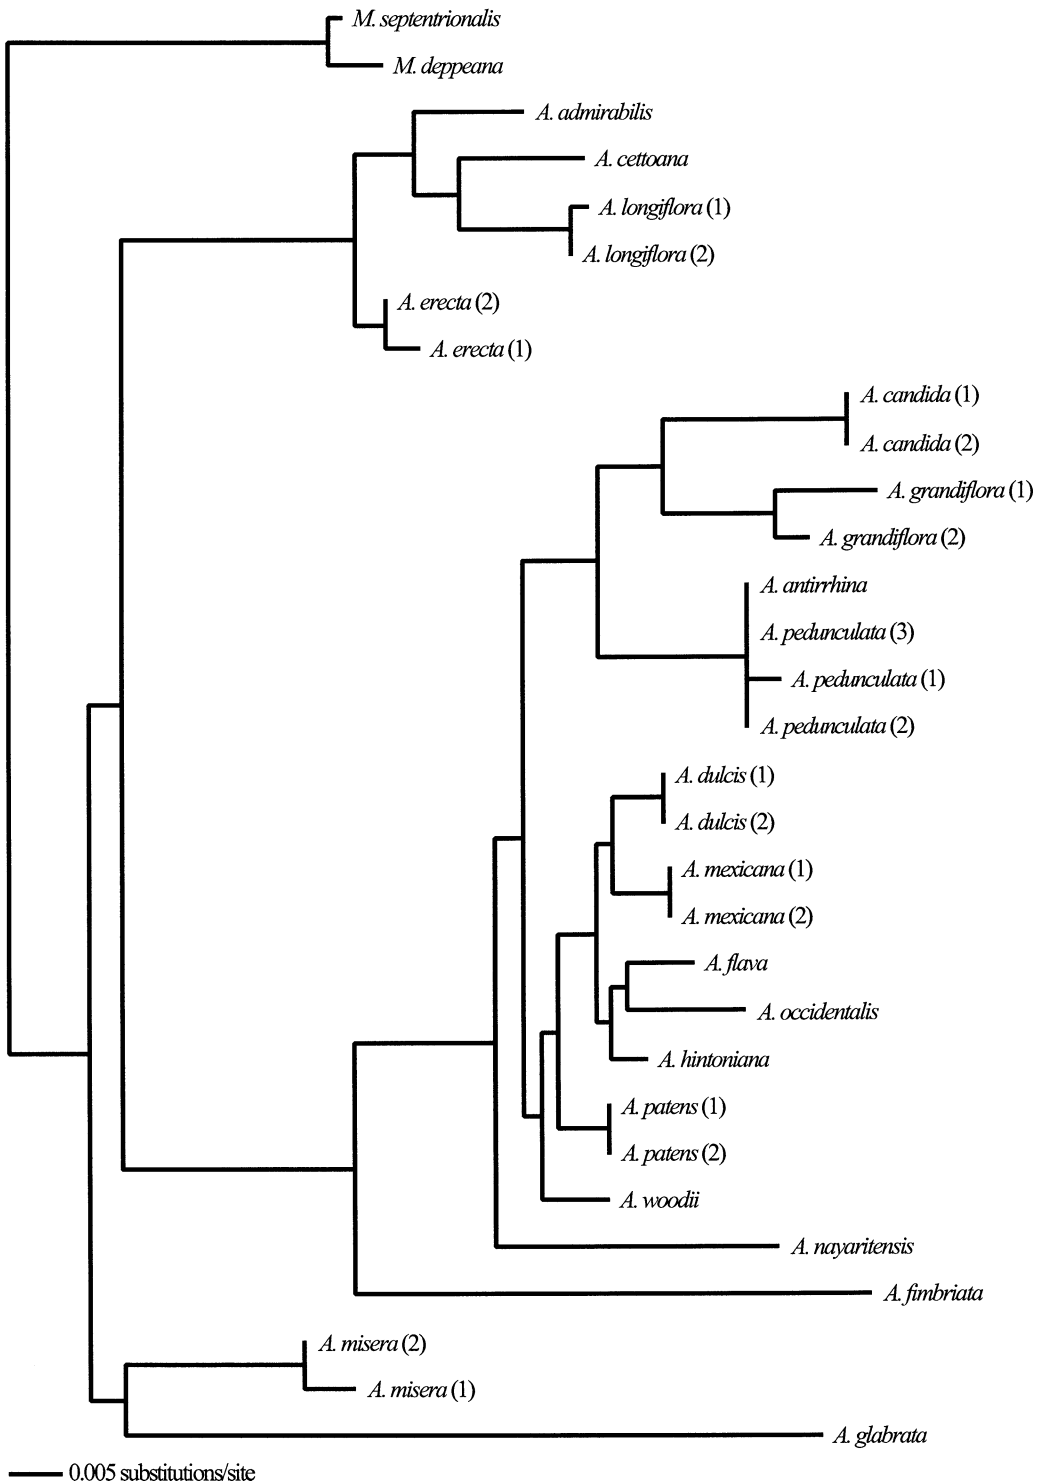 M. septentrionalis
M. deppeana
A. admirabilis
A. cettoana
A. longiflora (1)
A. longiflora (2)
A. erecta (2)
A. erecta (1)
A. candida (1)
A. candida (2)
A. grandiflora (1)
A. grandiflora (2)
A. antirrhina
A. pedunculata (3)
A. pedunculata (1)
A. pedunculata (2)
A. dulcis (1)
A. dulcis (2)
A. mexicana (1)
A. mexicana (2)
A. flava
A. occidentalis
A. hintoniana
A. patens (1)
A. patens (2)
A. woodii
A. nayaritensis
A. fimbriata
A. misera (2)
A. misera (1)
A. glabrata
0.005 substitutions/site